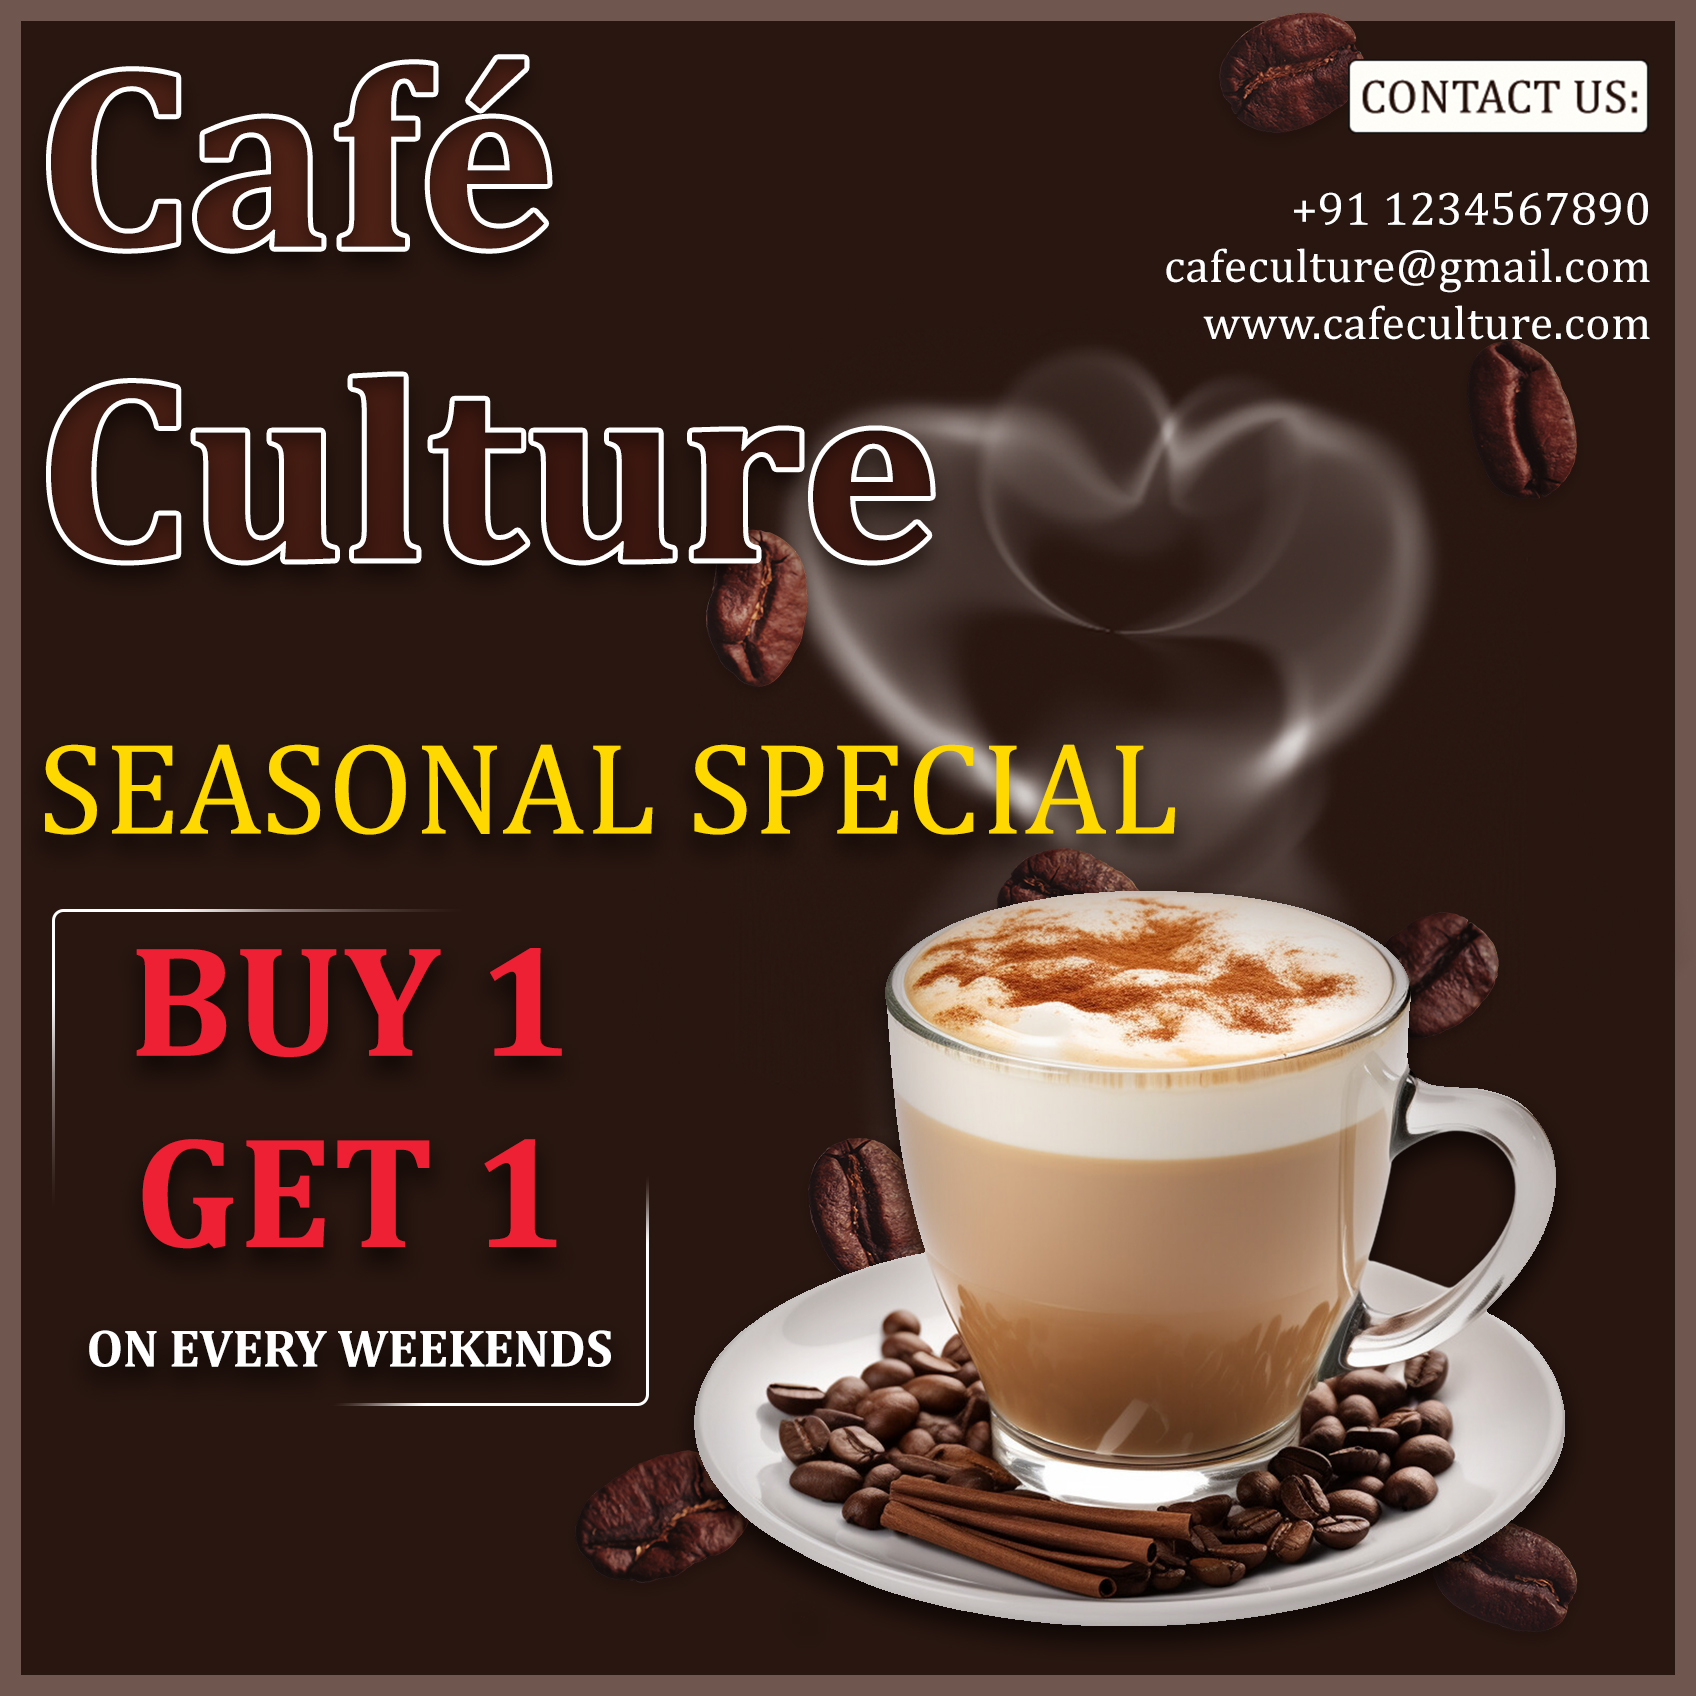 Café
Culture
CONTACT US:
+91 1234567890
cafeculture@gmail.com
www.cafeculture.com
SEASONAL SPECIAL
BUY 1
GET 1
ON EVERY WEEKENDS